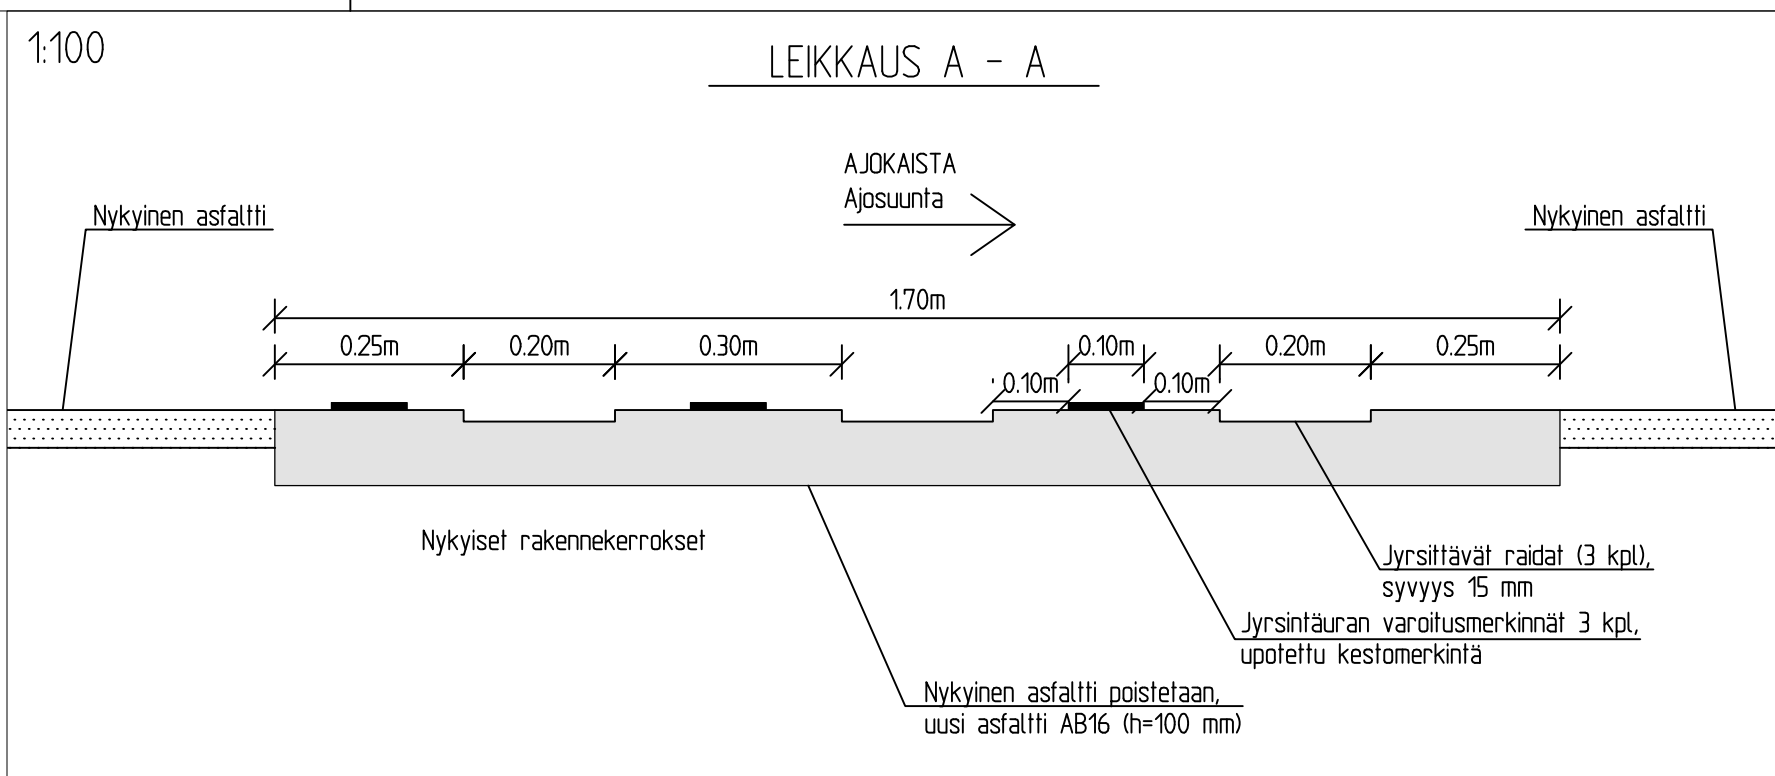 1:100
LEIKKAUS A - A
AJOKAISTA
Ajosuunta
Nykyinen asfaltti
Nykyinen asfaltti
1.70m
0.25m
0.20m
0.30m
0.10m
0.20m
0.25m
0.10m
0.10m
Nykyiset rakennekerrokset
Jyrsittävät raidat (3 kpl),
syvyys 15 mm
Jyrsintäuran varoitusmerkinnät 3 kpl,
upotettu kestomerkintä
Nykyinen asfaltti poistetaan,
uusi asfaltti AB16 (h=100 mm)